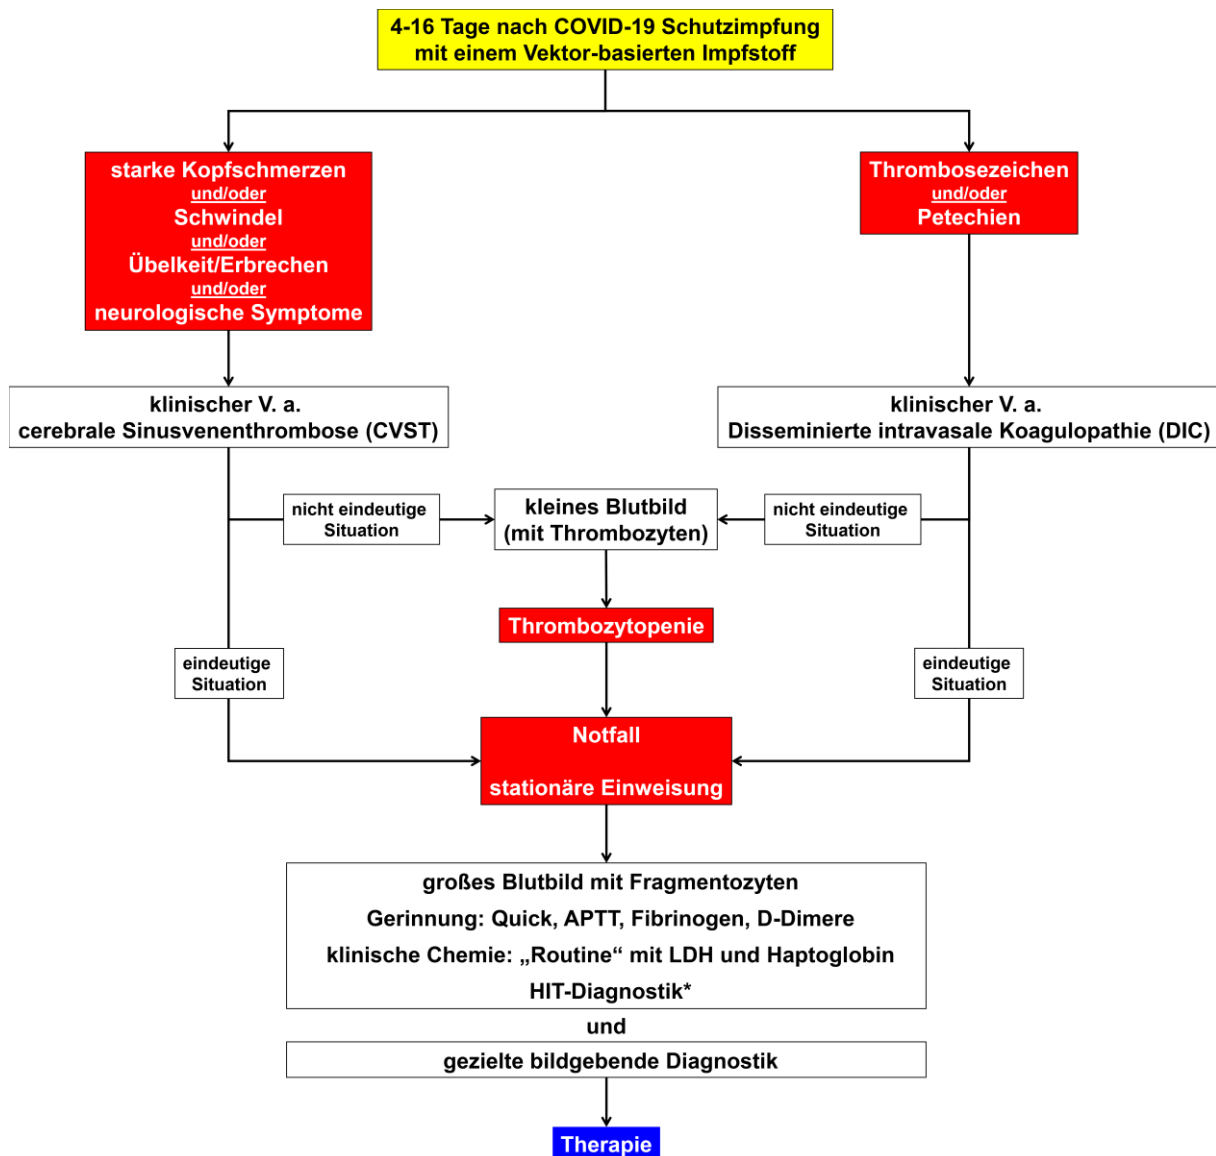 4-16 Tage nach COVID-19 Schutzimpfung
mit einem Vektor-basierten Impfstoff
starke Kopfschmerzen
und/oder
Schwindel
und/oder
Übelkeit/Erbrechen
und/oder
neurologische Symptome
Thrombosezeichen
und/oder
Petechien
klinischer V. a.
cerebrale Sinusvenenthrombose (CVST)
klinischer V. a.
Disseminierte intravasale Koagulopathie (DIC)
nicht eindeutige
Situation
kleines Blutbild
(mit Thrombozyten)
nicht eindeutige
Situation
Thrombozytopenie
eindeutige
Situation
eindeutige
Situation
Notfall
stationäre Einweisung
großes Blutbild mit Fragmentozyten
Gerinnung: Quick, APTT, Fibrinogen, D-Dimere
klinische Chemie: „Routine“ mit LDH und Haptoglobin
HIT-Diagnostik*
und
gezielte bildgebende Diagnostik
Therapie